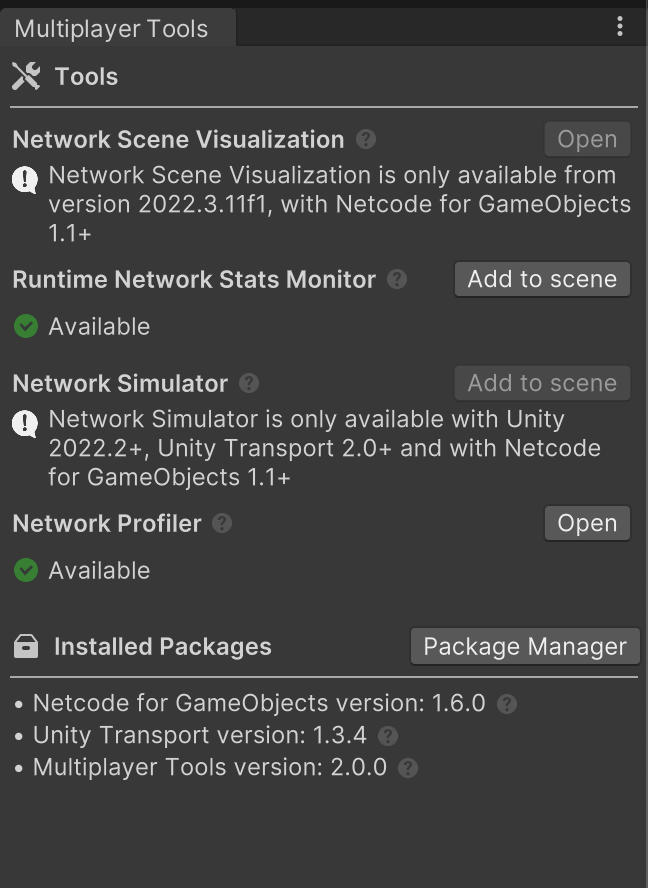 Multiplayer Tools
Tools
Network Scene Visualization ? Open
Network Scene Visualization is only available from
version 2022.3.11f1, with Netcode for GameObjects
1.1+
Runtime Network Stats Monitor ? Add to scene
Available
Network Simulator ? Add to scene
Network Simulator is only available with Unity
2022.2+, Unity Transport 2.0+ and with Netcode
for GameObjects 1.1+
Network Profiler ? Open
Available
Installed Packages Package Manager
• Netcode for GameObjects version: 1.6.0 ?
• Unity Transport version: 1.3.4 ?
• Multiplayer Tools version: 2.0.0 ?